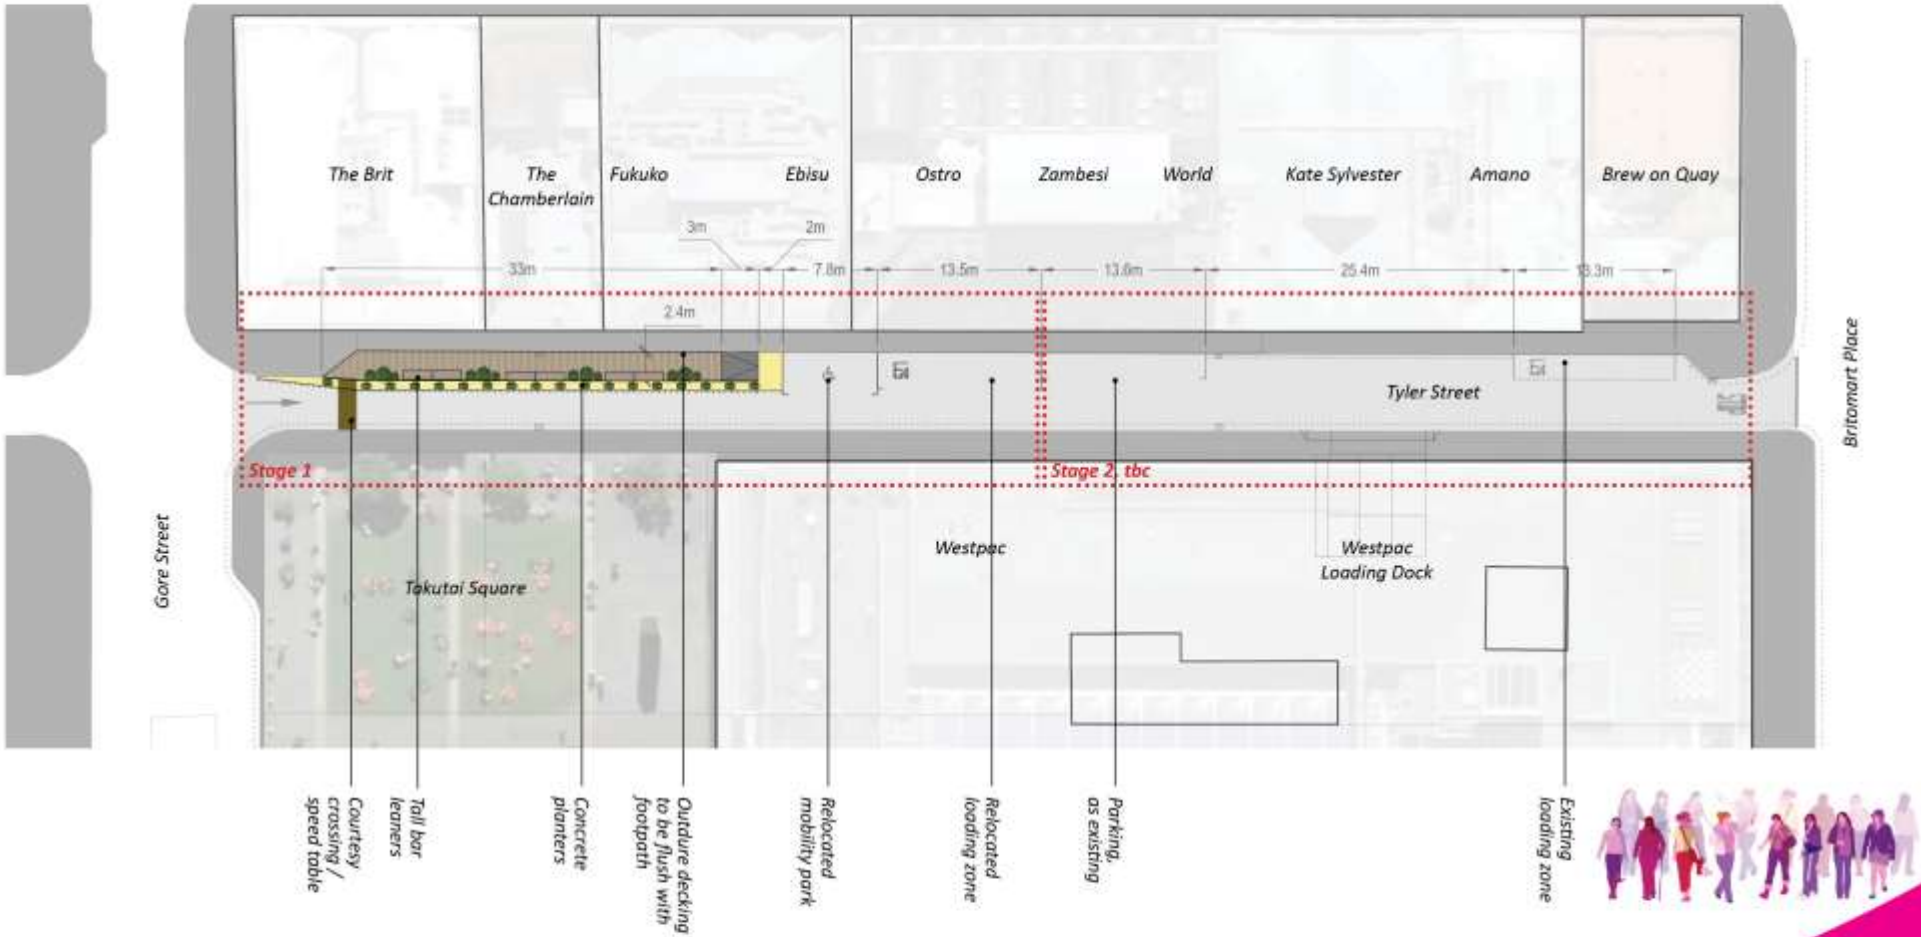 The Brit
The
Chamberlain
Fukuko
Ebisu
Ostro
Zambesi
World
Kate Sylvester
Amano
Brew on Quay
3m
2m
33m
7.8m
13.5m
13.6m
25.4m
13.3m
2.4m
Tyler Street
Britomart Place
Stage 1
Stage 2, tbc
Gore Street
Takutai Square
Westpac
Westpac
Loading Dock
Courtesy
crossing /
speed table
Tall bar
leaners
Concrete
planters
Outdure decking
to be flush with
footpath
Relocated
mobility park
Relocated
loading zone
Parking,
as existing
Existing
loading zone